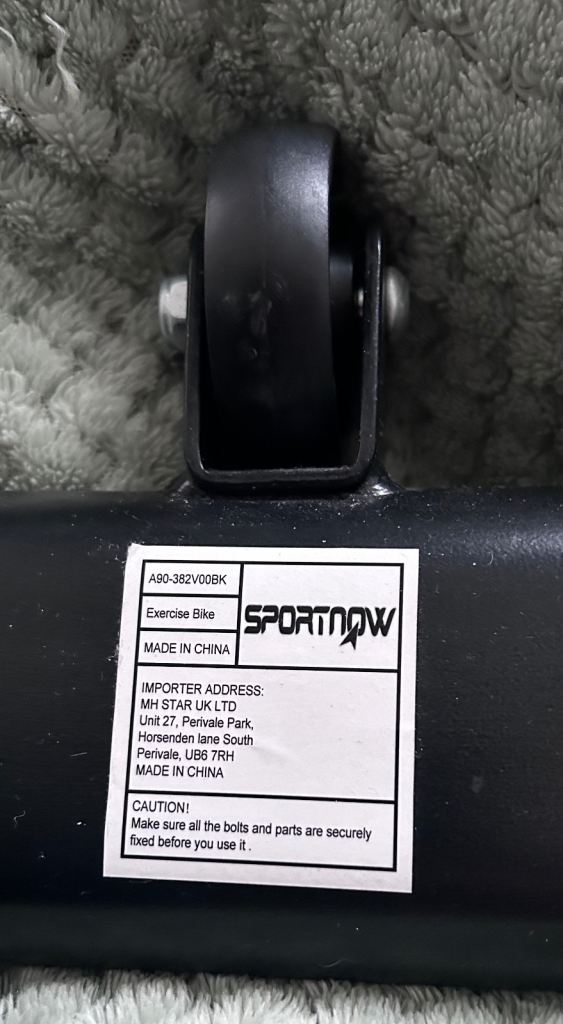 A90-382V00BK
Exercise Bike
MADE IN CHINA
SPORTNOW
IMPORTER ADDRESS:
MH STAR UK LTD
Unit 27, Perivale Park,
Horsenden lane South
Perivale, UB6 7RH
MADE IN CHINA
CAUTION!
Make sure all the bolts and parts are securely
fixed before you use it .